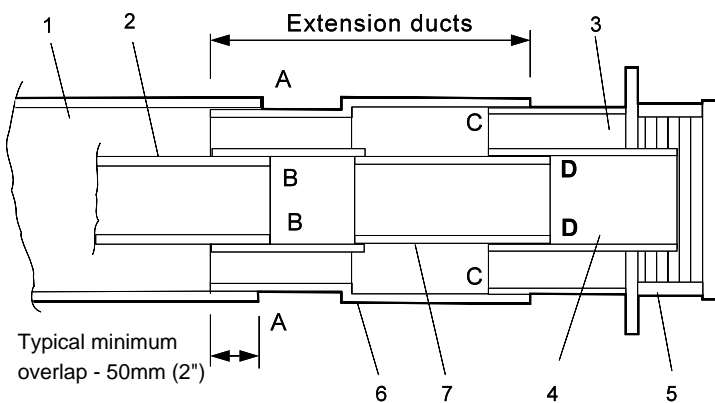 1
2
Extension ducts
3
A
C
B
D
B
D
C
A
Typical minimum
overlap - 50mm (2")
6
7
4
5